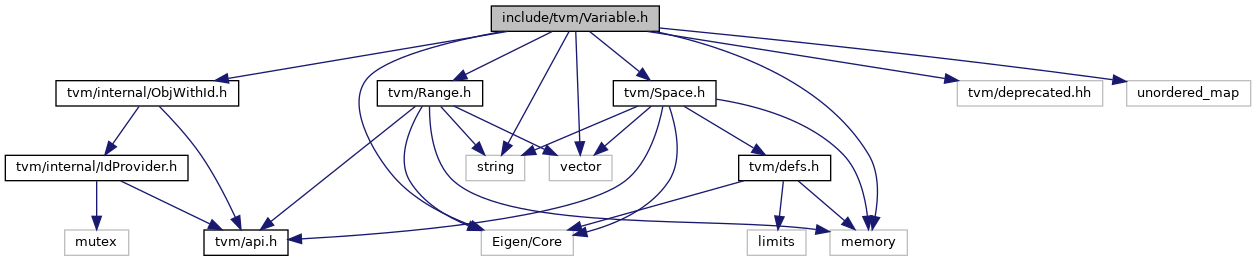 include/tvm/Variable.h
tvm/internal/ObjWithId.h
tvm/Range.h
tvm/Space.h
tvm/deprecated.hh
unordered_map
tvm/internal/IdProvider.h
string
vector
tvm/defs.h
mutex
tvm/api.h
Eigen/Core
limits
memory